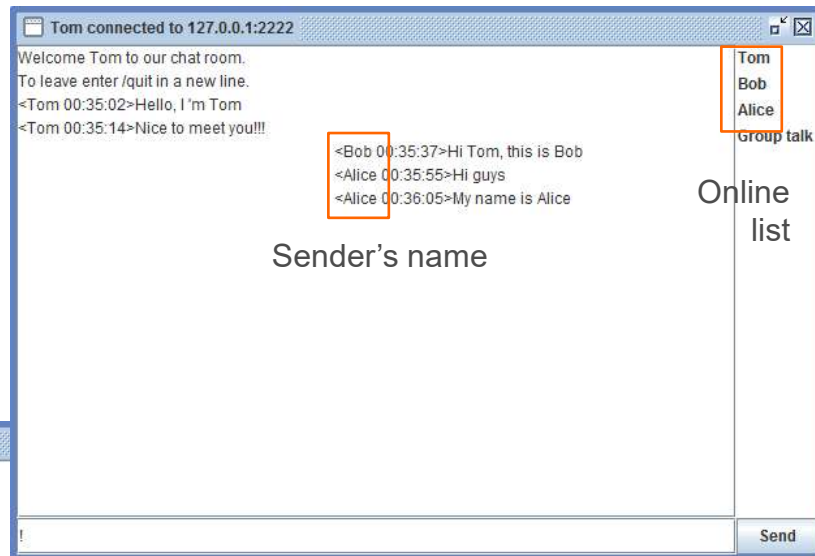 Tom connected to 127.0.0.1:2222
Welcome Tom to our chat room.
To leave enter /quit in a new line.
<Tom 00:35:02>Hello, I 'm Tom
<Tom 00:35:14>Nice to meet you!!!
<Bob 00:35:37>Hi Tom, this is Bob
<Alice 00:35:55>Hi guys
<Alice 00:36:05>My name is Alice
Sender’s name
Tom
Bob
Alice
Group talk
Online
list
!
Send